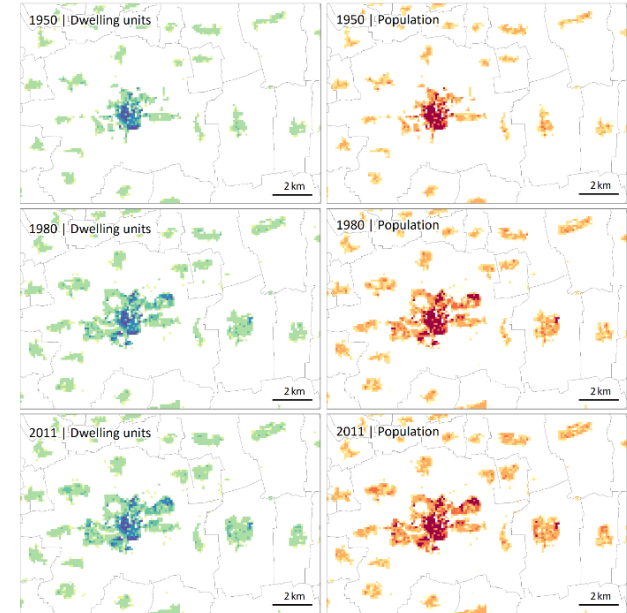 1950 | Dwelling units
2 km
1950 | Population
2 km
1980 | Dwelling units
2 km
1980 | Population
2 km
2011 | Dwelling units
2 km
2011 | Population
2 km